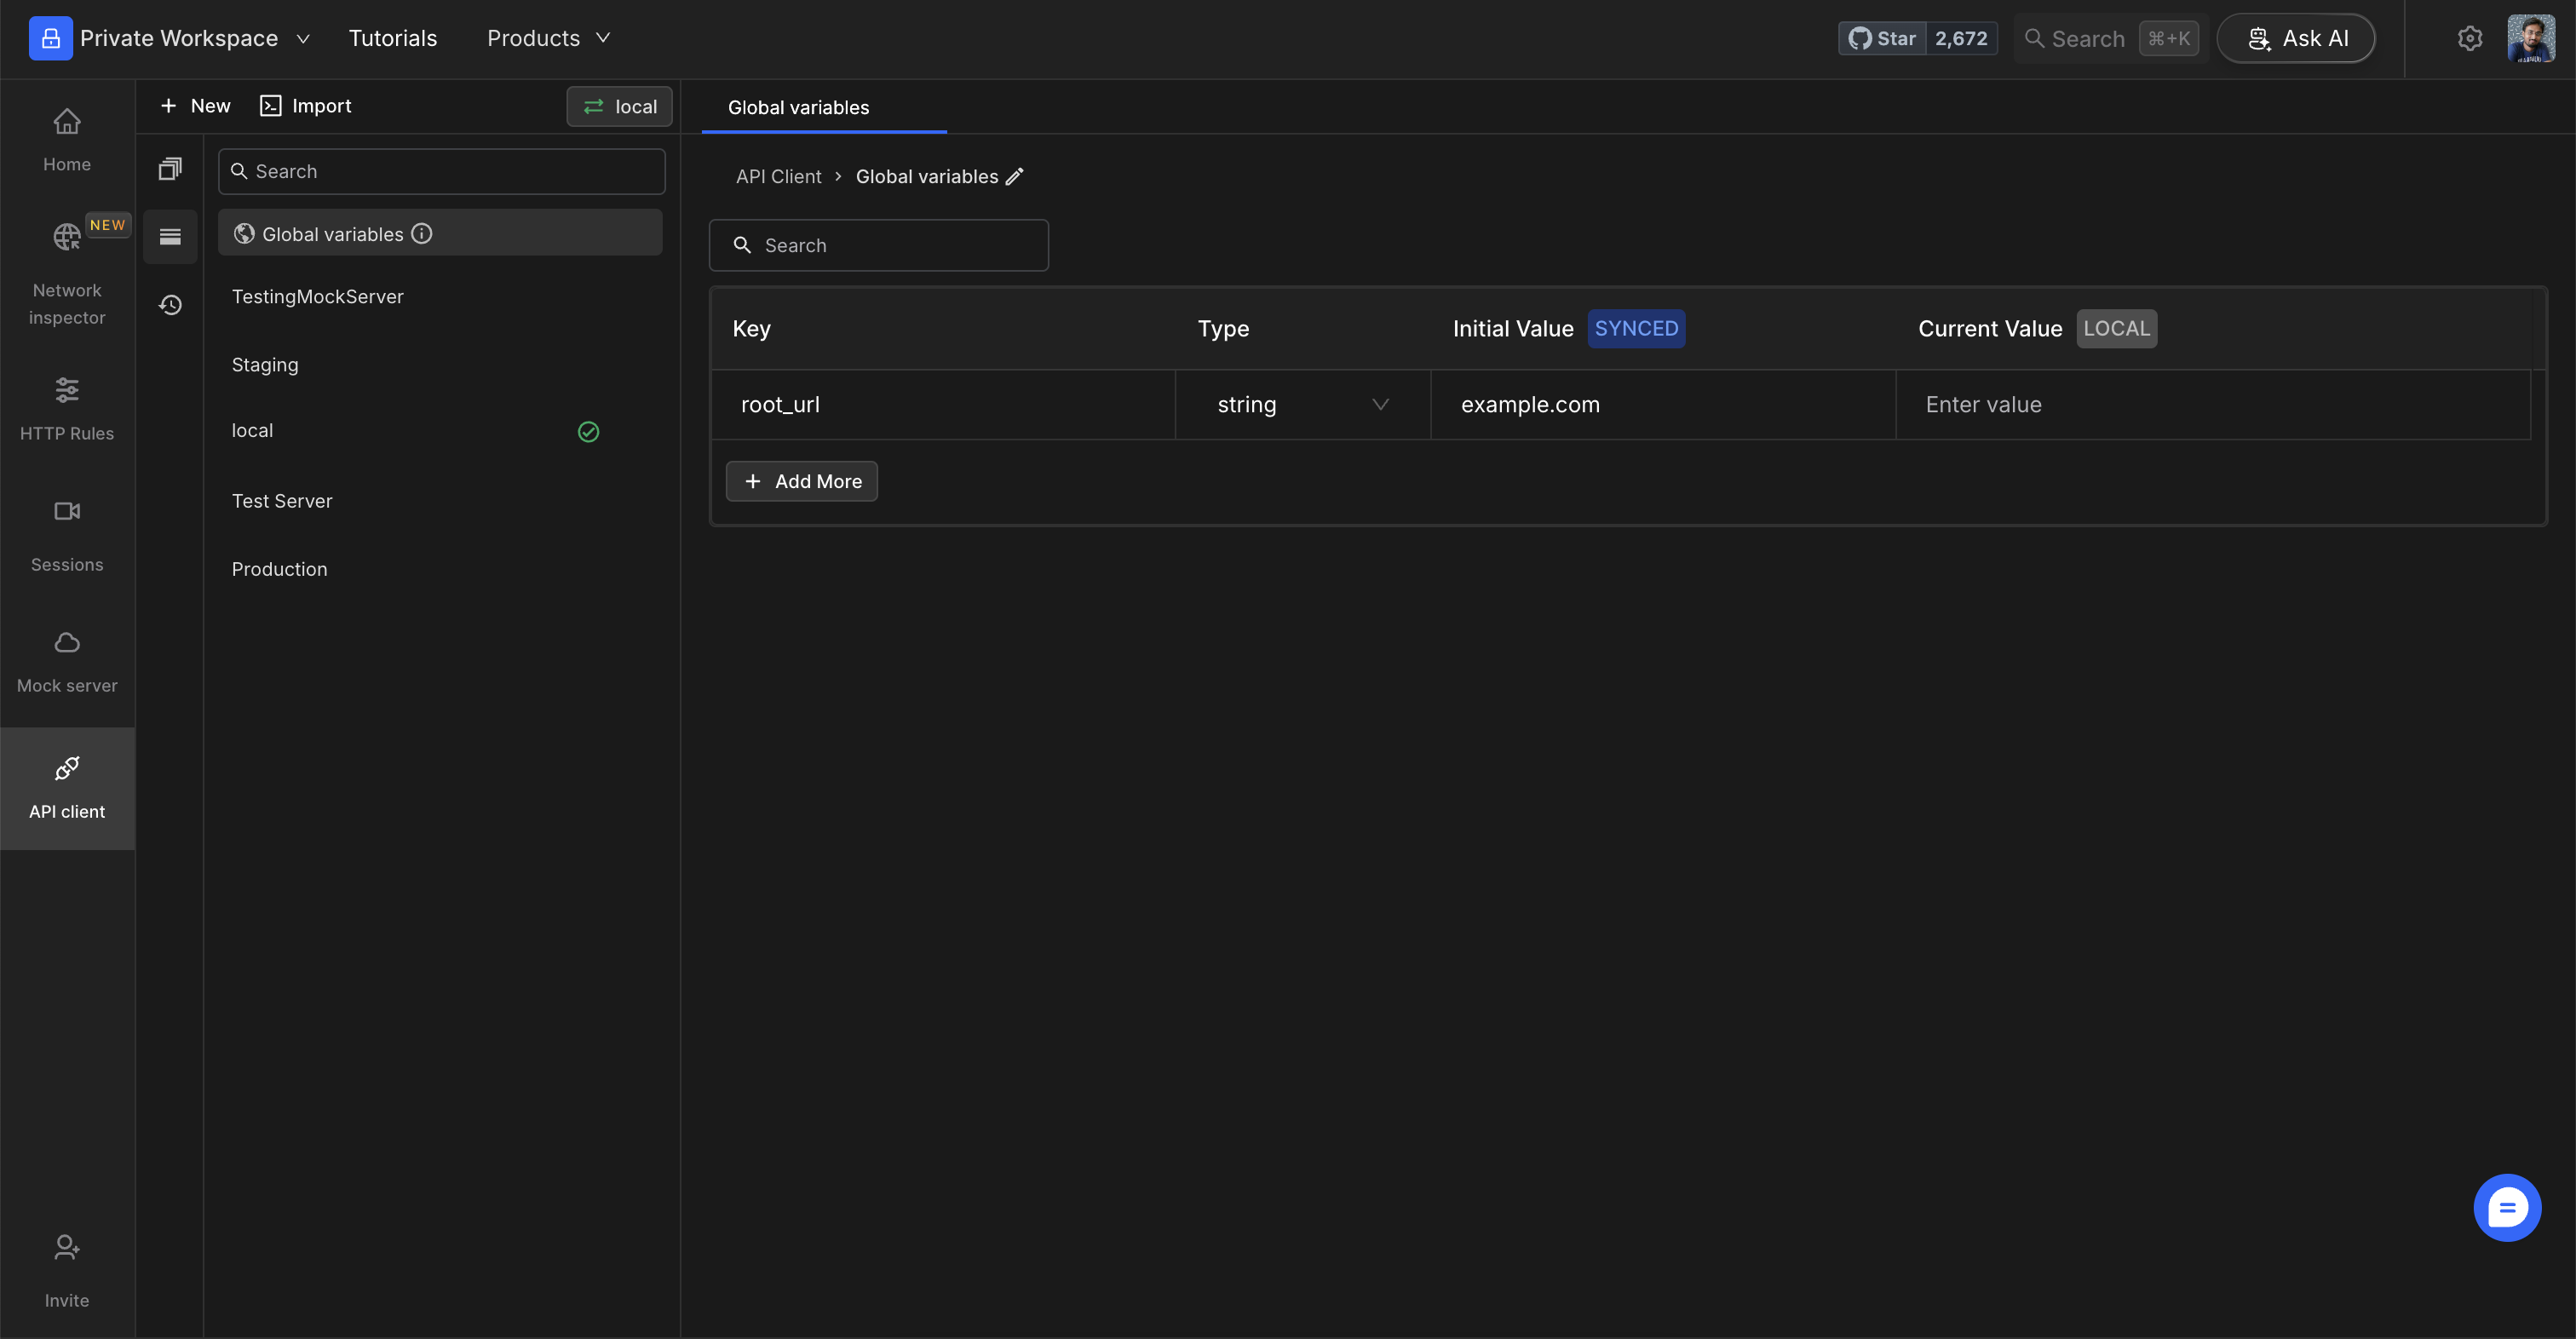 Private Workspace
Tutorials
Products
Star 2,672
Search ⌘+K
Ask AI
Home
NEW
Network
inspector
HTTP Rules
Sessions
Mock server
API client
Invite
+ New
Import
local
Search
Global variables
TestingMockServer
Staging
local
Test Server
Production
Global variables
API Client > Global variables
Search
Key Type Initial Value SYNCED Current Value LOCAL
root_url string example.com Enter value
+ Add More